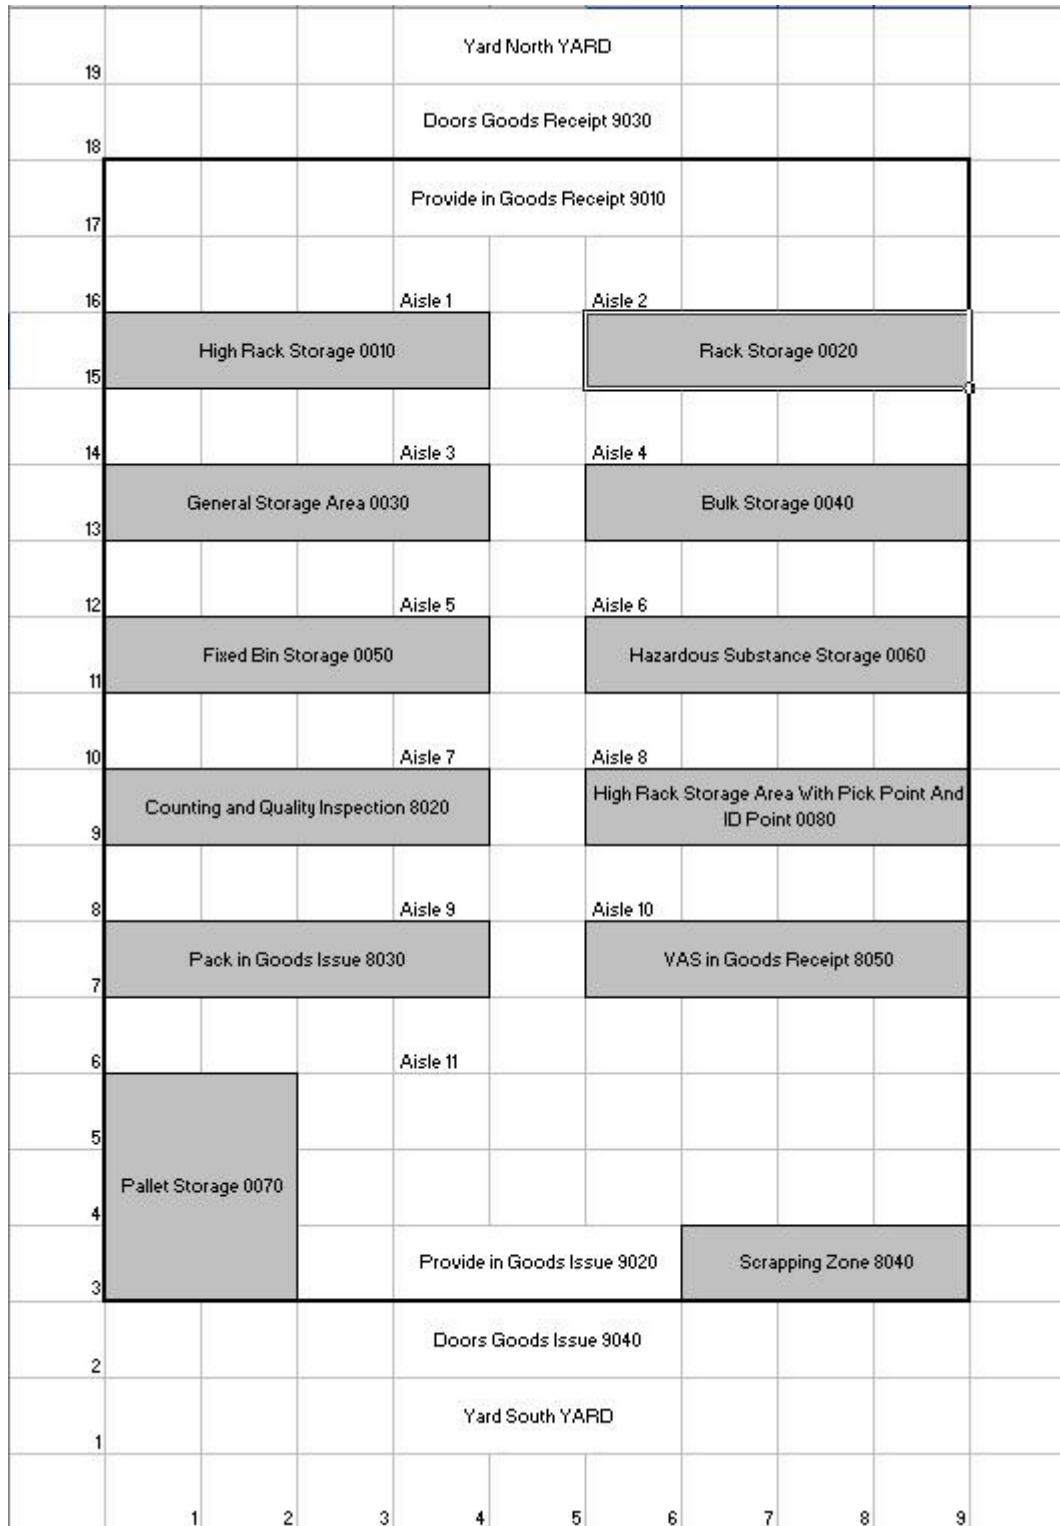 Yard North YARD
19
Doors Goods Receipt 9030
18
Provide in Goods Receipt 9010
17
16 Aisle 1 Aisle 2
High Rack Storage 0010 Rack Storage 0020
15
14 Aisle 3 Aisle 4
General Storage Area 0030 Bulk Storage 0040
13
12 Aisle 5 Aisle 6
Fixed Bin Storage 0050 Hazardous Substance Storage 0060
11
10 Aisle 7 Aisle 8
Counting and Quality Inspection 8020 High Rack Storage Area With Pick Point And
ID Point 0080
9
8 Aisle 9 Aisle 10
Pack in Goods Issue 8030 VAS in Goods Receipt 8050
7
6 Aisle 11
5
Pallet Storage 0070
4
Provide in Goods Issue 9020 Scrapping Zone 8040
3
Doors Goods Issue 9040
2
Yard South YARD
1
1 2 3 4 5 6 7 8 9